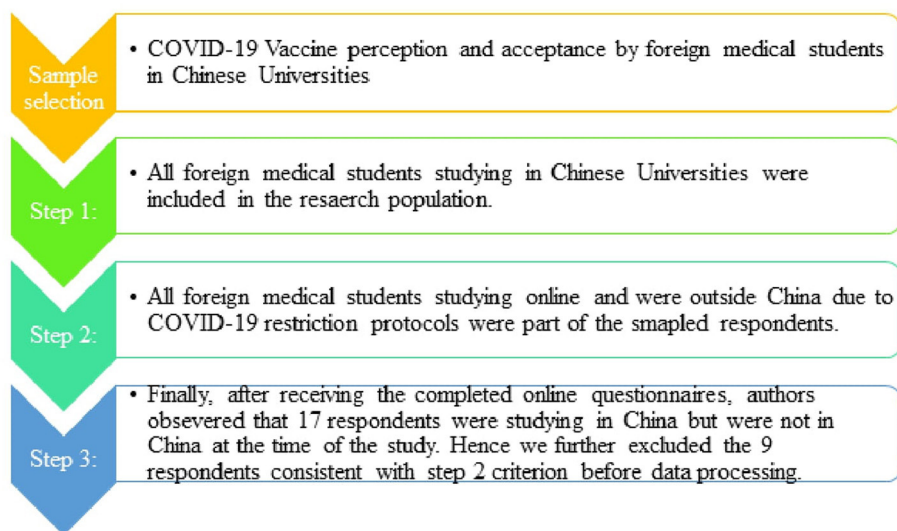 Sample
selection
• COVID-19 Vaccine perception and acceptance by foreign medical students
in Chinese Universities
Step 1:
• All foreign medical students studying in Chinese Universities were
included in the resaerch population.
Step 2:
• All foreign medical students studying online and were outside China due to
COVID-19 restriction protocols were part of the smapled respondents.
Step 3:
• Finally, after receiving the completed online questionnaires, authors
obsevered that 17 respondents were studying in China but were not in
China at the time of the study. Hence we further excluded the 9
respondents consistent with step 2 criterion before data processing.